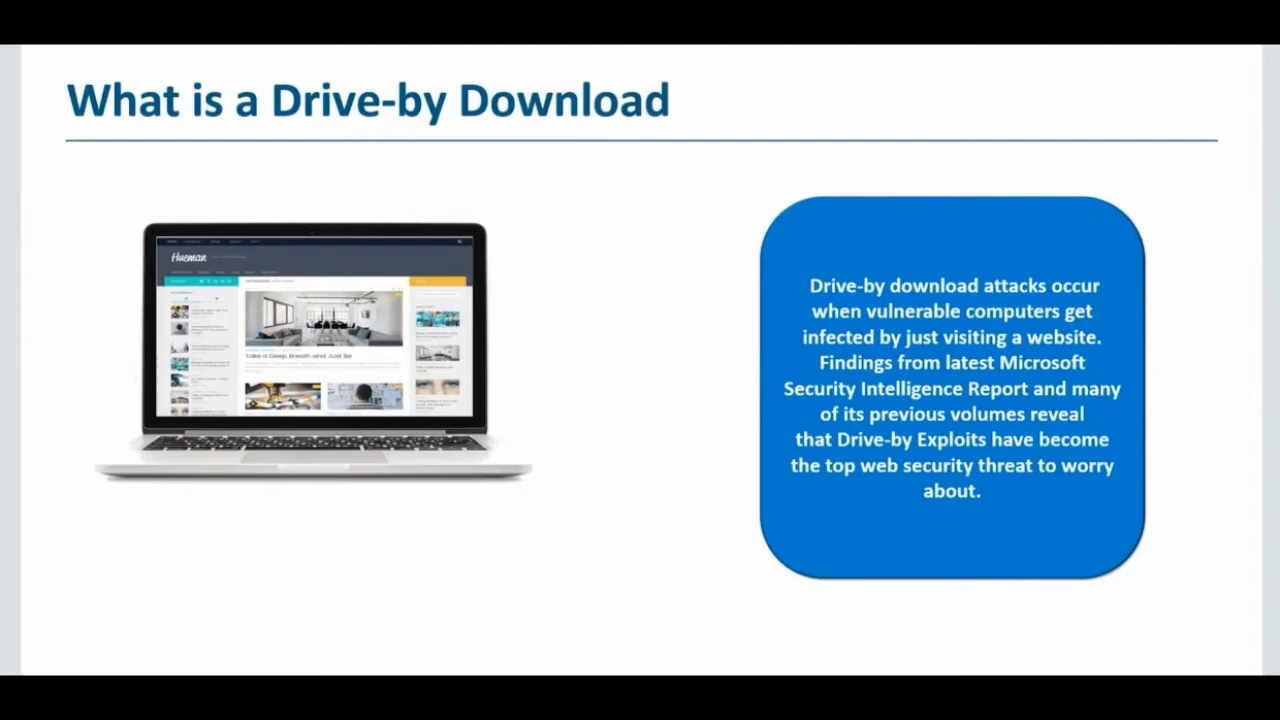 What is a Drive-by Download
Hueman
Take a Deep Breath and Just Be
Drive-by download attacks occur
when vulnerable computers get
infected by just visiting a website.
Findings from latest Microsoft
Security Intelligence Report and many
of its previous volumes reveal
that Drive-by Exploits have become
the top web security threat to worry
about.